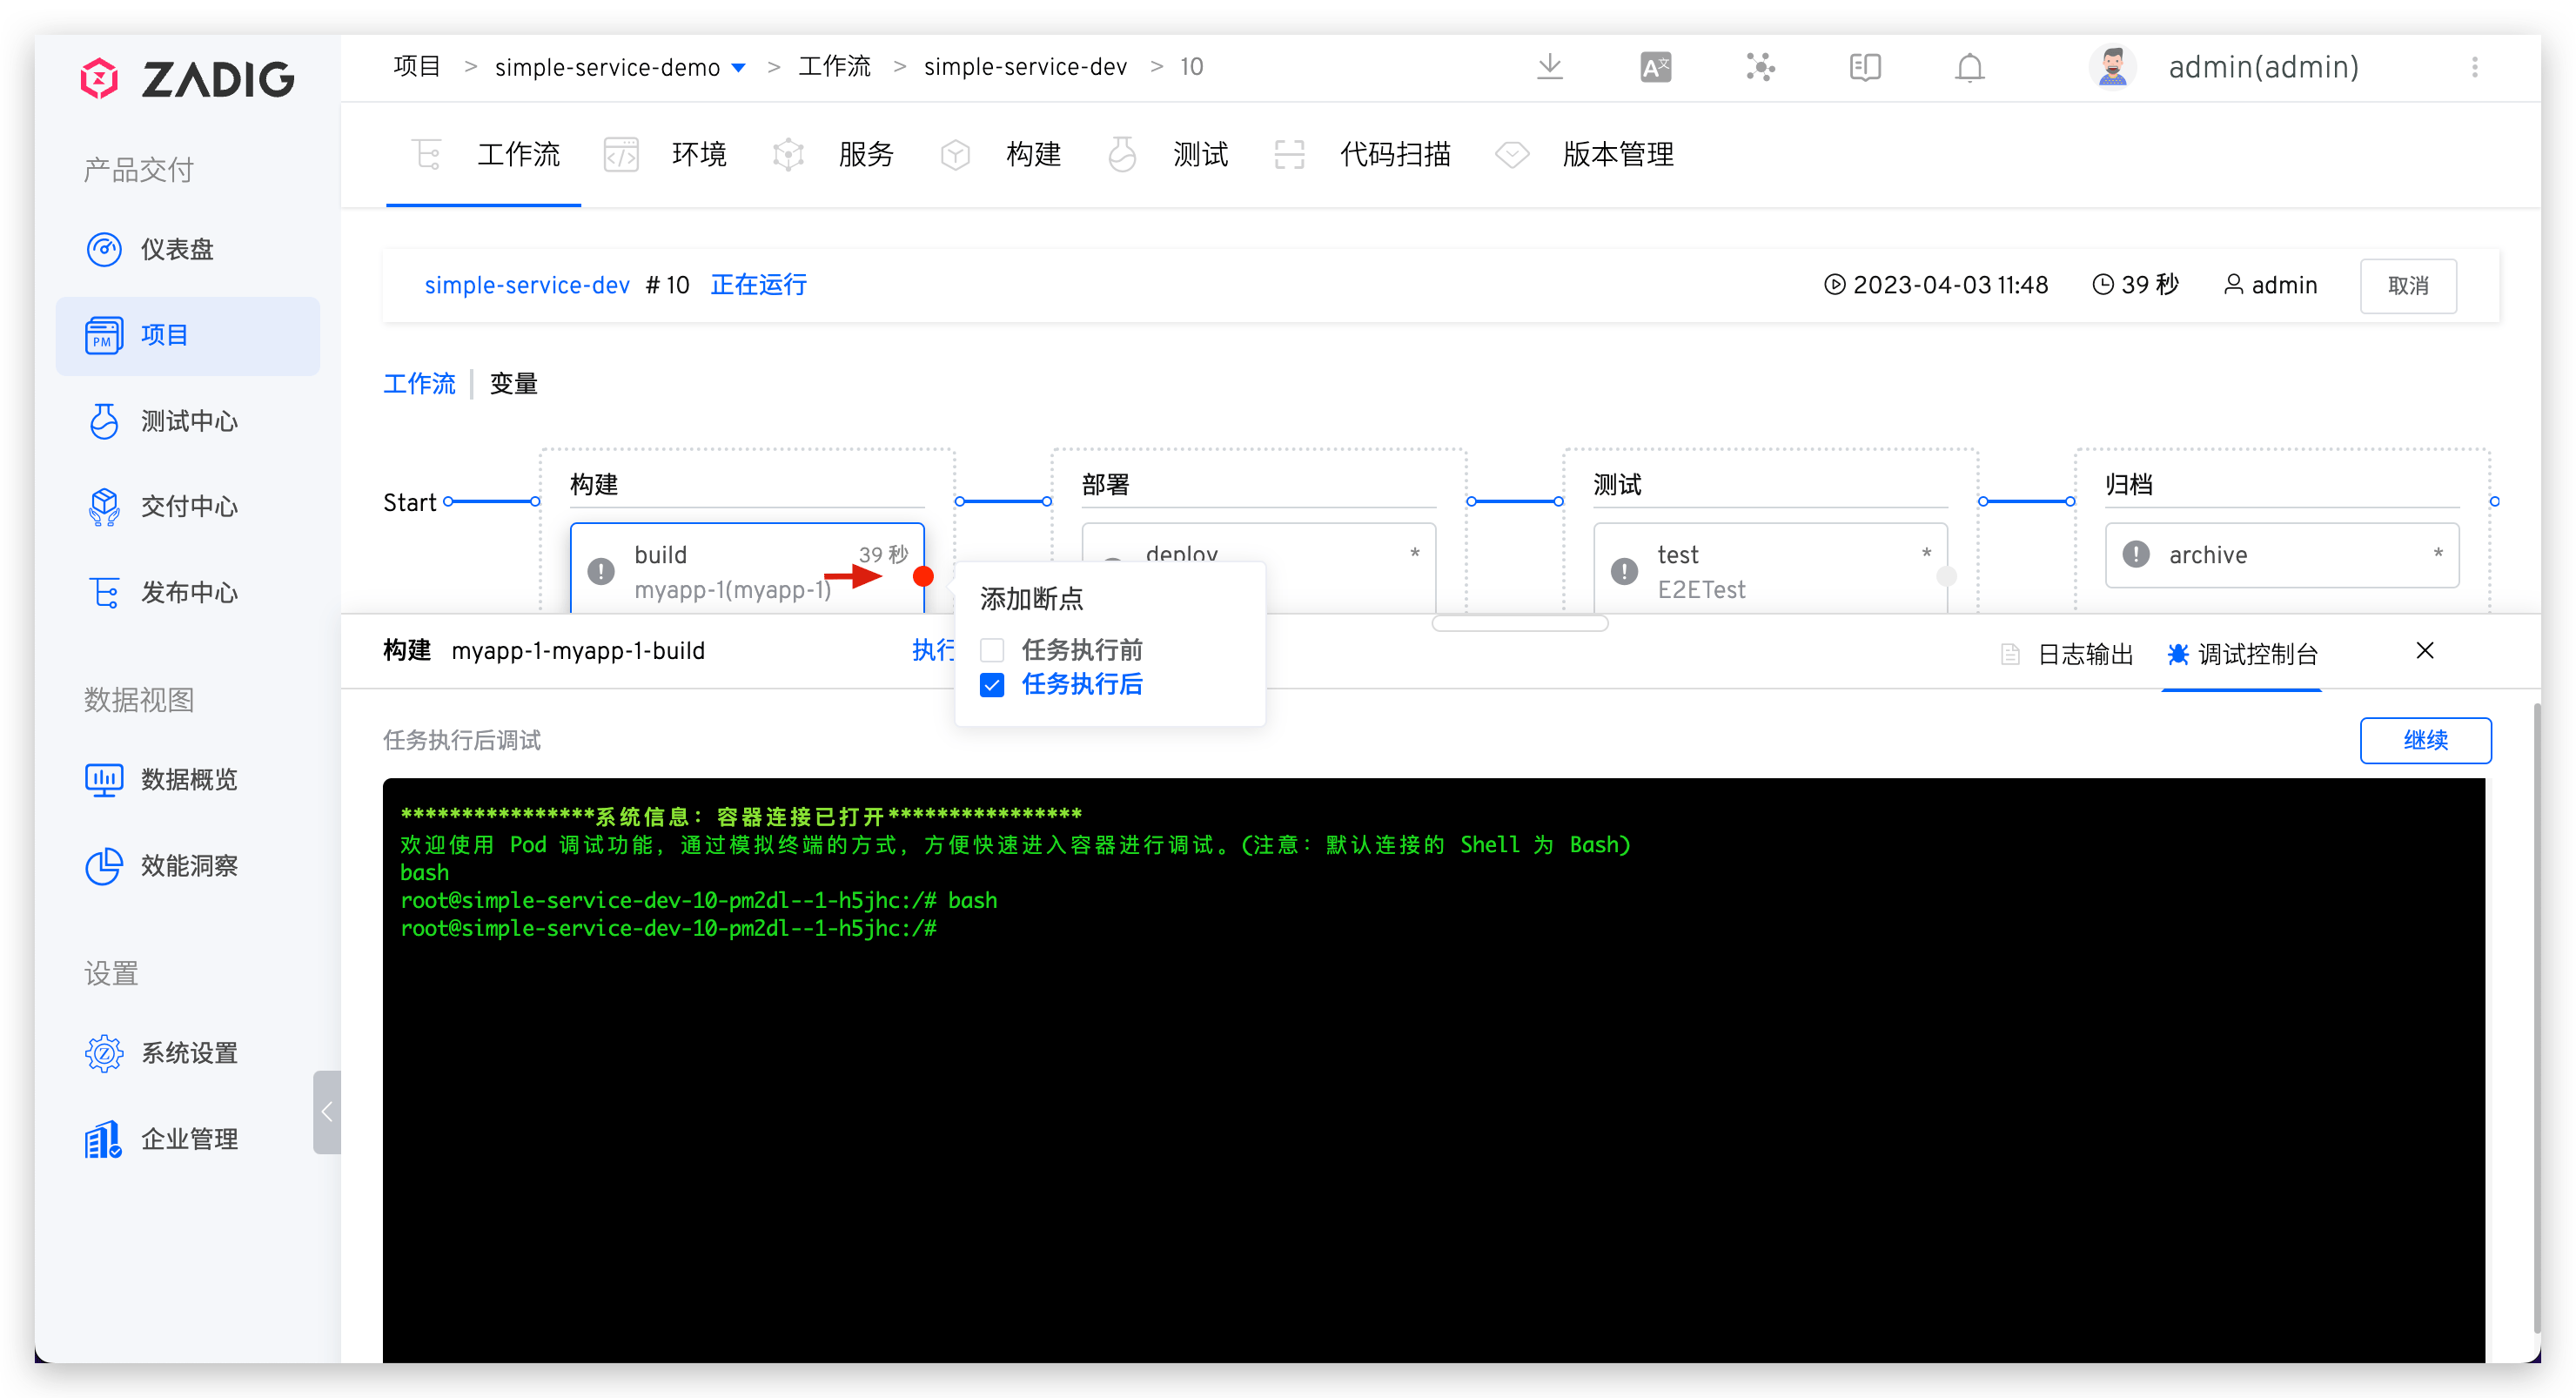 ZADIG
项目 > simple-service-demo > 工作流 > simple-service-dev > 10
admin(admin)
工作流 环境 服务 构建 测试 代码扫描 版本管理
产品交付
仪表盘
项目
测试中心
交付中心
发布中心
数据视图
数据概览
效能洞察
设置
系统设置
企业管理
simple-service-dev # 10 正在运行
2023-04-03 11:48 39 秒 admin 取消
工作流 变量
Start
构建
build 39 秒
myapp-1(myapp-1)
部署
deploy *
测试
test *
E2ETest
归档
archive *
添加断点
任务执行前
任务执行后
构建 myapp-1-myapp-1-build 执行
日志输出 调试控制台
任务执行后调试
继续
****************系统信息: 容器连接已打开****************
欢迎使用 Pod 调试功能, 通过模拟终端的方式, 方便快速进入容器进行调试。(注意: 默认连接的 Shell 为 Bash)
bash
root@simple-service-dev-10-pm2dl--1-h5jhc:/# bash
root@simple-service-dev-10-pm2dl--1-h5jhc:/#